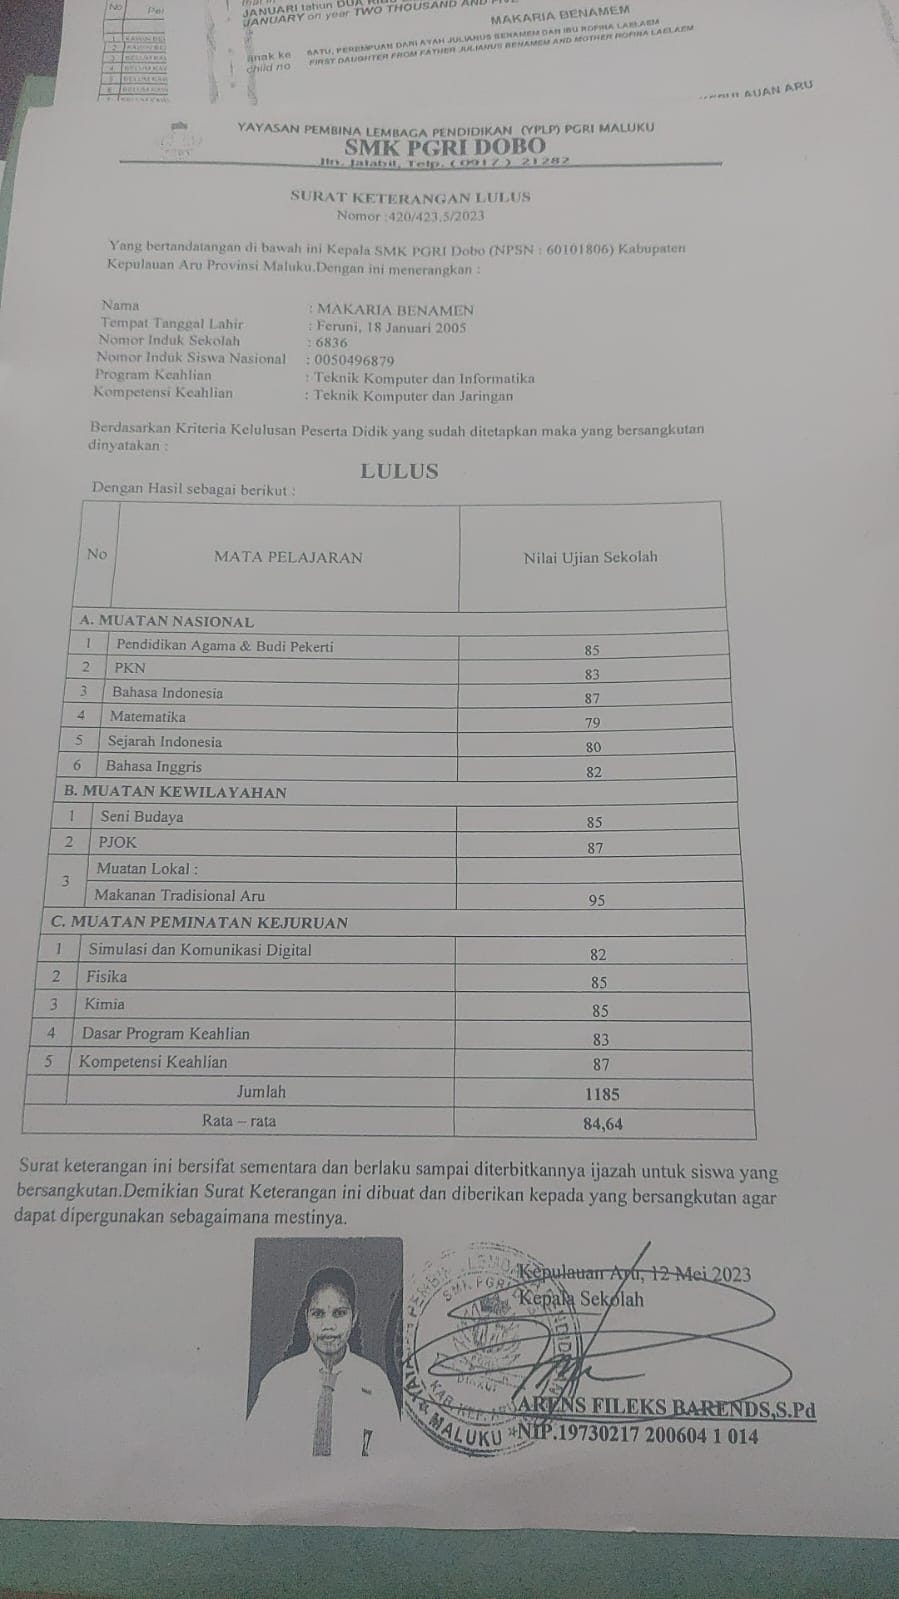 No
JANUARI tahun DUA RIBU
JANUARY on year TWO THOUSAND AND FIVE
MAKARIA BENAMEM
anak ke
child no
SATU, PEREMPUAN DARI AYAH JULIANUS BENAMEM DAN IBU ROFINA LAELAEM
FIRST DAUGHTER FROM FATHER JULIANUS BENAMEM AND MOTHER ROFINA LAELAEM
YAYASAN PEMBINA LEMBAGA PENDIDIKAN (YPLP) PGRI MALUKU
SMK PGRI DOBO
Jln. Jalabil, Telp. (0917) 21282
SURAT KETERANGAN LULUS
Nomor :420/423.5/2023
Yang bertandatangan di bawah ini Kepala SMK PGRI Dobo (NPSN : 60101806) Kabupaten
Kepulauan Aru Provinsi Maluku.Dengan ini menerangkan :
Nama : MAKARIA BENAMEN
Tempat Tanggal Lahir : Feruni, 18 Januari 2005
Nomor Induk Sekolah : 6836
Nomor Induk Siswa Nasional : 0050496879
Program Keahlian : Teknik Komputer dan Informatika
Kompetensi Keahlian : Teknik Komputer dan Jaringan
Berdasarkan Kriteria Kelulusan Peserta Didik yang sudah ditetapkan maka yang bersangkutan
dinyatakan :
LULUS
Dengan Hasil sebagai berikut :
No MATA PELAJARAN Nilai Ujian Sekolah
A. MUATAN NASIONAL
1 Pendidikan Agama & Budi Pekerti 85
2 PKN 83
3 Bahasa Indonesia 87
4 Matematika 79
5 Sejarah Indonesia 80
6 Bahasa Inggris 82
B. MUATAN KEWILAYAHAN
1 Seni Budaya 85
2 PJOK 87
3 Muatan Lokal :
Makanan Tradisional Aru 95
C. MUATAN PEMINATAN KEJURUAN
1 Simulasi dan Komunikasi Digital 82
2 Fisika 85
3 Kimia 85
4 Dasar Program Keahlian 83
5 Kompetensi Keahlian 87
Jumlah 1185
Rata – rata 84,64
Surat keterangan ini bersifat sementara dan berlaku sampai diterbitkannya ijazah untuk siswa yang
bersangkutan.Demikian Surat Keterangan ini dibuat dan diberikan kepada yang bersangkutan agar
dapat dipergunakan sebagaimana mestinya.
Kepulauan Aru, 12 Mei 2023
Kepala Sekolah
SMK PGRI
MALUKU *
ARENS FILEKS BARENDS,S.Pd
NIP.19730217 200604 1 014